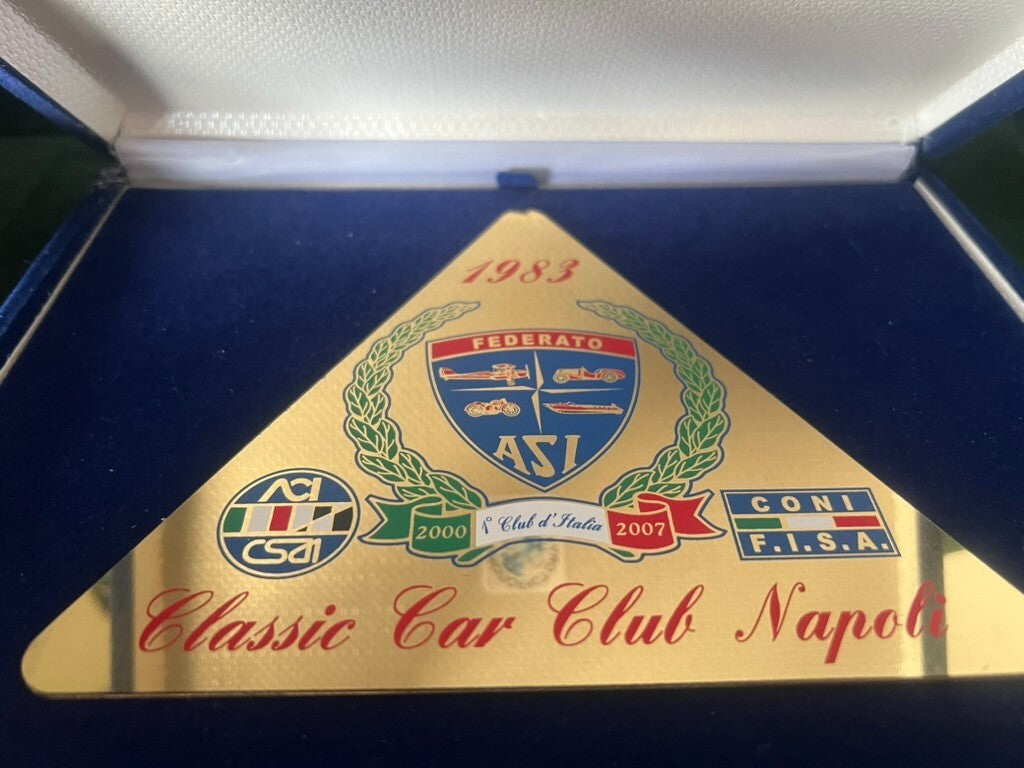 1983
FEDERATO
ASI
ACI
CSAI
2000
1° Club d'Italia
2007
CONI
F.I.S.A.
Classic Car Club Napoli